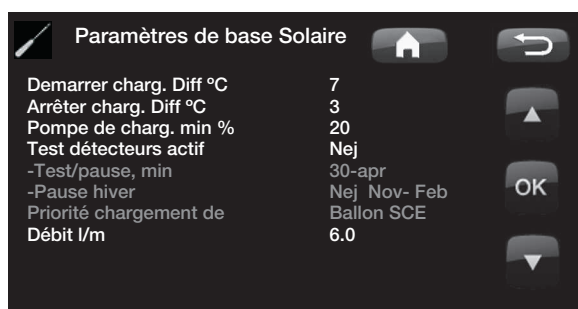 Paramètres de base Solaire
Demarrer charg. Diff ºC 7
Arrêter charg. Diff ºC 3
Pompe de charg. min % 20
Test détecteurs actif Nej
-Test/pause, min 30-apr
-Pause hiver Nej Nov- Feb
Priorité chargement de Ballon SCE
Débit l/m 6.0
OK